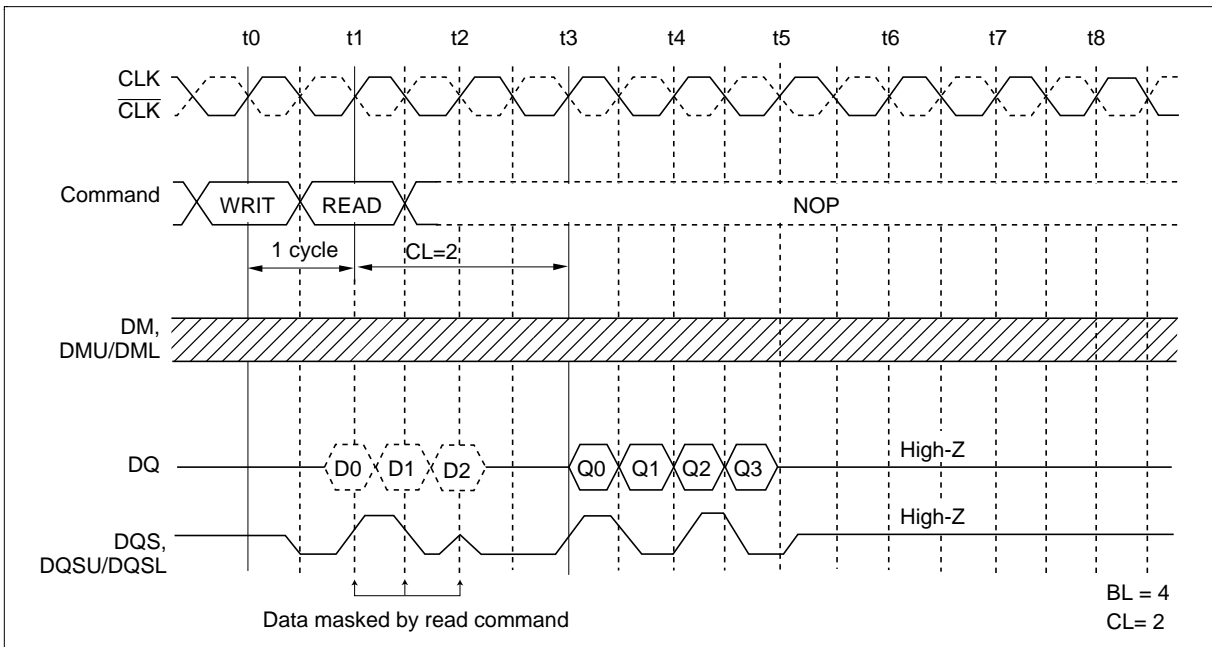 t0 t1 t2 t3 t4 t5 t6 t7 t8
CLK
CLK
Command
WRIT READ NOP
1 cycle CL=2
DM,
DMU/DML
DQ D0 D1 D2 Q0 Q1 Q2 Q3 High-Z
DQS,
DQSU/DQSL
High-Z
Data masked by read command
BL = 4
CL= 2